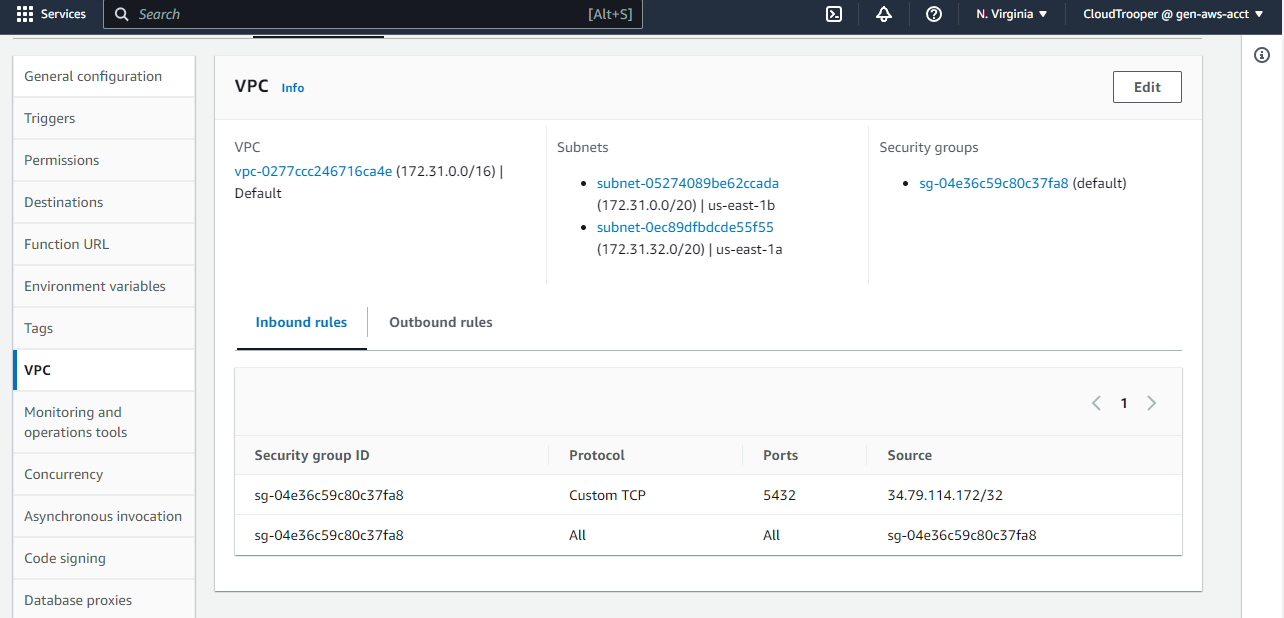 Services
Search [Alt+S]
N. Virginia ▼
CloudTrooper @ gen-aws-acct ▼
General configuration
Triggers
Permissions
Destinations
Function URL
Environment variables
Tags
VPC
Monitoring and
operations tools
Concurrency
Asynchronous invocation
Code signing
Database proxies
VPC Info
Edit
VPC
vpc-0277ccc246716ca4e (172.31.0.0/16) |
Default
Subnets
• subnet-05274089be62ccada
(172.31.0.0/20) | us-east-1b
• subnet-0ec89dfbdcde55f55
(172.31.32.0/20) | us-east-1a
Security groups
• sg-04e36c59c80c37fa8 (default)
Inbound rules Outbound rules
1
Security group ID Protocol Ports Source
sg-04e36c59c80c37fa8 Custom TCP 5432 34.79.114.172/32
sg-04e36c59c80c37fa8 All All sg-04e36c59c80c37fa8